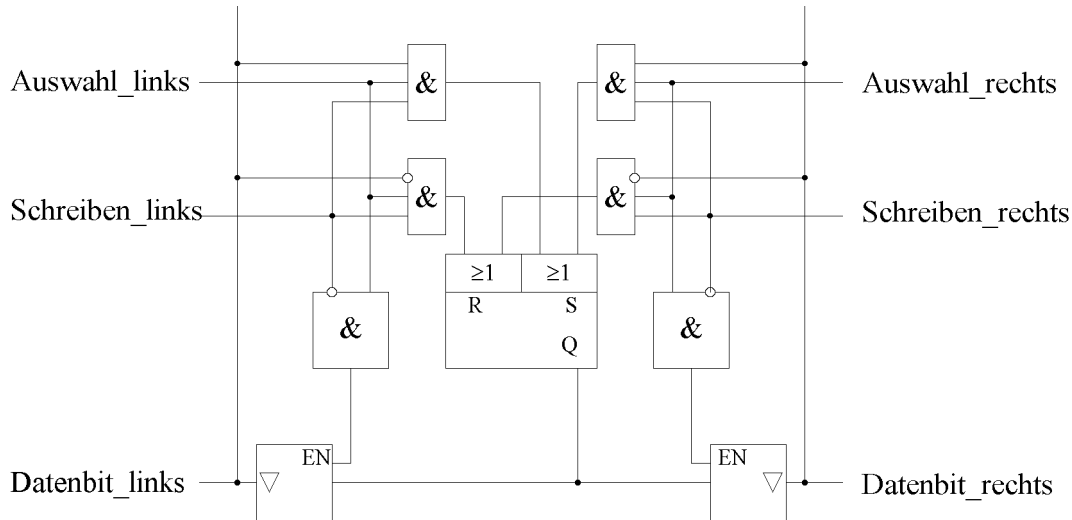 &
&
Auswahl_links
Auswahl_rechts
&
&
Schreiben_links
Schreiben_rechts
≥1
≥1
R
S
&
&
Q
EN
EN
Datenbit_links
Datenbit_rechts